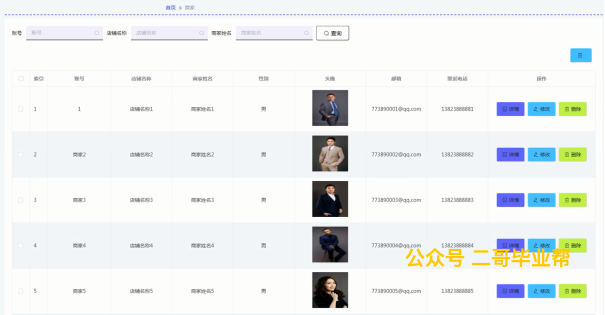 首页 & 商家
账号 账号 店铺名称 店铺名称 商家姓名 商家姓名 查询
索引 账号 店铺名称 商家姓名 性别 头像 邮箱 联系电话 操作
1 1 店铺名称1 商家姓名1 男 773890001@qq.com 13823888881 详情 修改 删除
2 商家2 店铺名称2 商家姓名2 男 773890002@qq.com 13823888882 详情 修改 删除
3 商家3 店铺名称3 商家姓名3 男 773890003@qq.com 13823888883 详情 修改 删除
4 商家4 店铺名称4 商家姓名4 男 773890004@qq.com 13823888884 详情 修改 删除
公众号 二哥毕业帮
5 商家5 店铺名称5 商家姓名5 男 773890005@qq.com 13823888885 详情 修改 删除